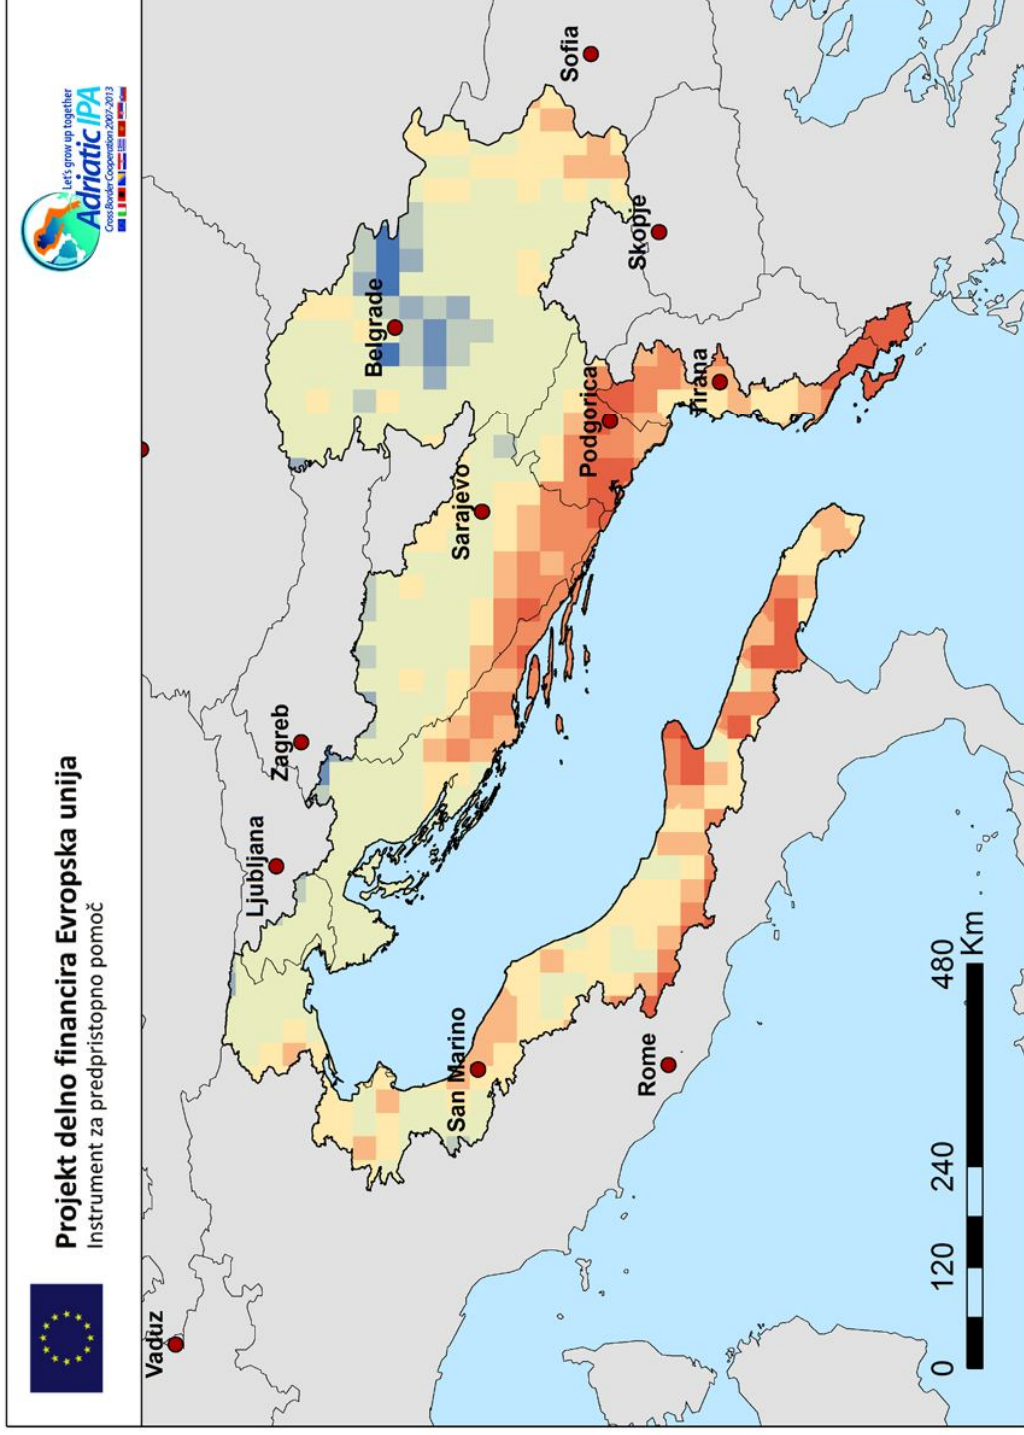 Projekt delno financira Evropska unija
Instrument za predpristopno pomoč
Let's grow up together
Adriatic IPA
Cross Border Cooperation 2007-2013
Vaduz
Ljubljana
Zagreb
Belgrade
Sarajevo
San Marino
Podgorica
Sofia
Skopje
Rome
Tirana
0 120 240 480
Km